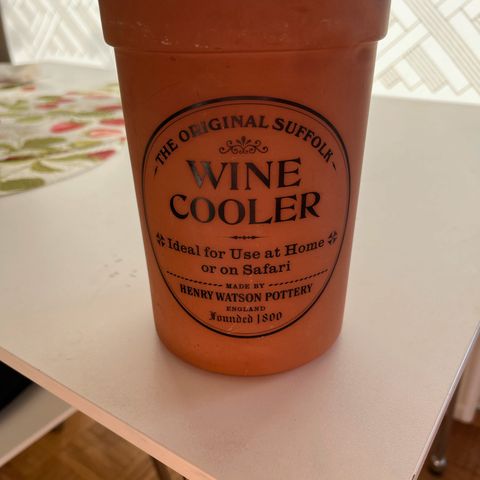 THE ORIGINAL SUFFOLK
WINE
COOLER
Ideal for Use at Home
or on Safari
MADE BY
HENRY WATSON POTTERY
ENGLAND
Founded 1800